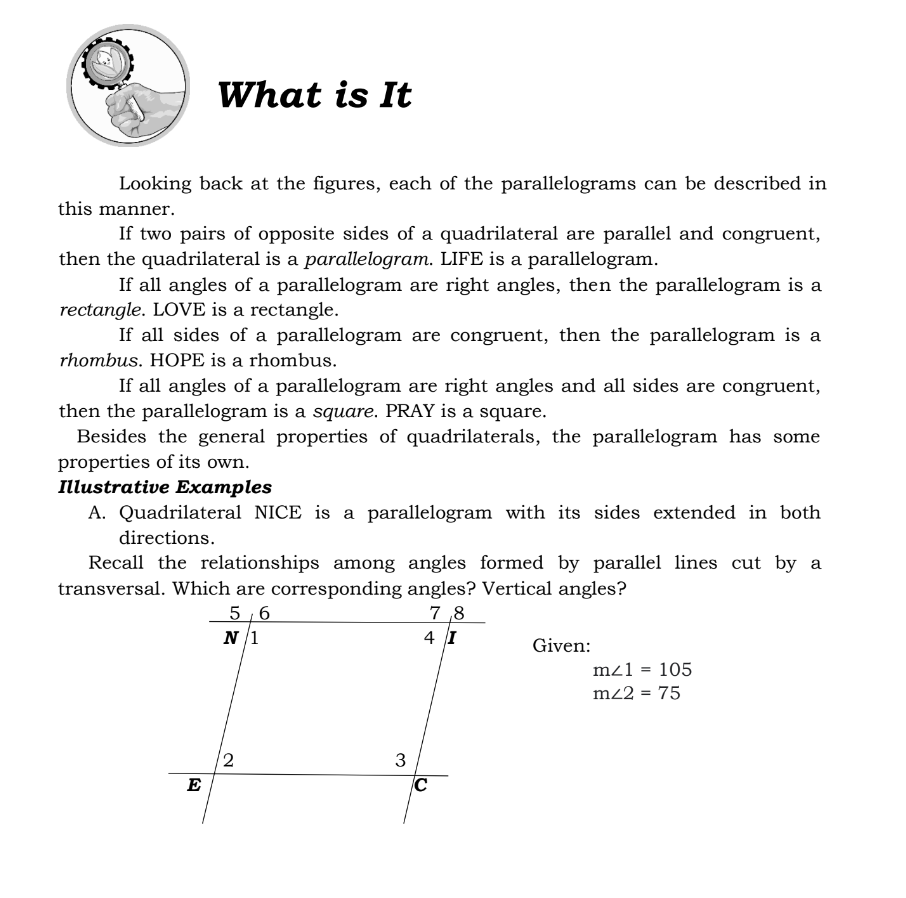 What is It
Looking back at the figures, each of the parallelograms can be described in
this manner.
If two pairs of opposite sides of a quadrilateral are parallel and congruent,
then the quadrilateral is a parallelogram. LIFE is a parallelogram.
If all angles of a parallelogram are right angles, then the parallelogram is a
rectangle. LOVE is a rectangle.
If all sides of a parallelogram are congruent, then the parallelogram is a
rhombus. HOPE is a rhombus.
If all angles of a parallelogram are right angles and all sides are congruent,
then the parallelogram is a square. PRAY is a square.
Besides the general properties of quadrilaterals, the parallelogram has some
properties of its own.
Illustrative Examples
A. Quadrilateral NICE is a parallelogram with its sides extended in both
directions.
Recall the relationships among angles formed by parallel lines cut by a
transversal. Which are corresponding angles? Vertical angles?
5 6 7 8
N 1 4 I
Given:
m∠1 = 105
m∠2 = 75
2 3
E C